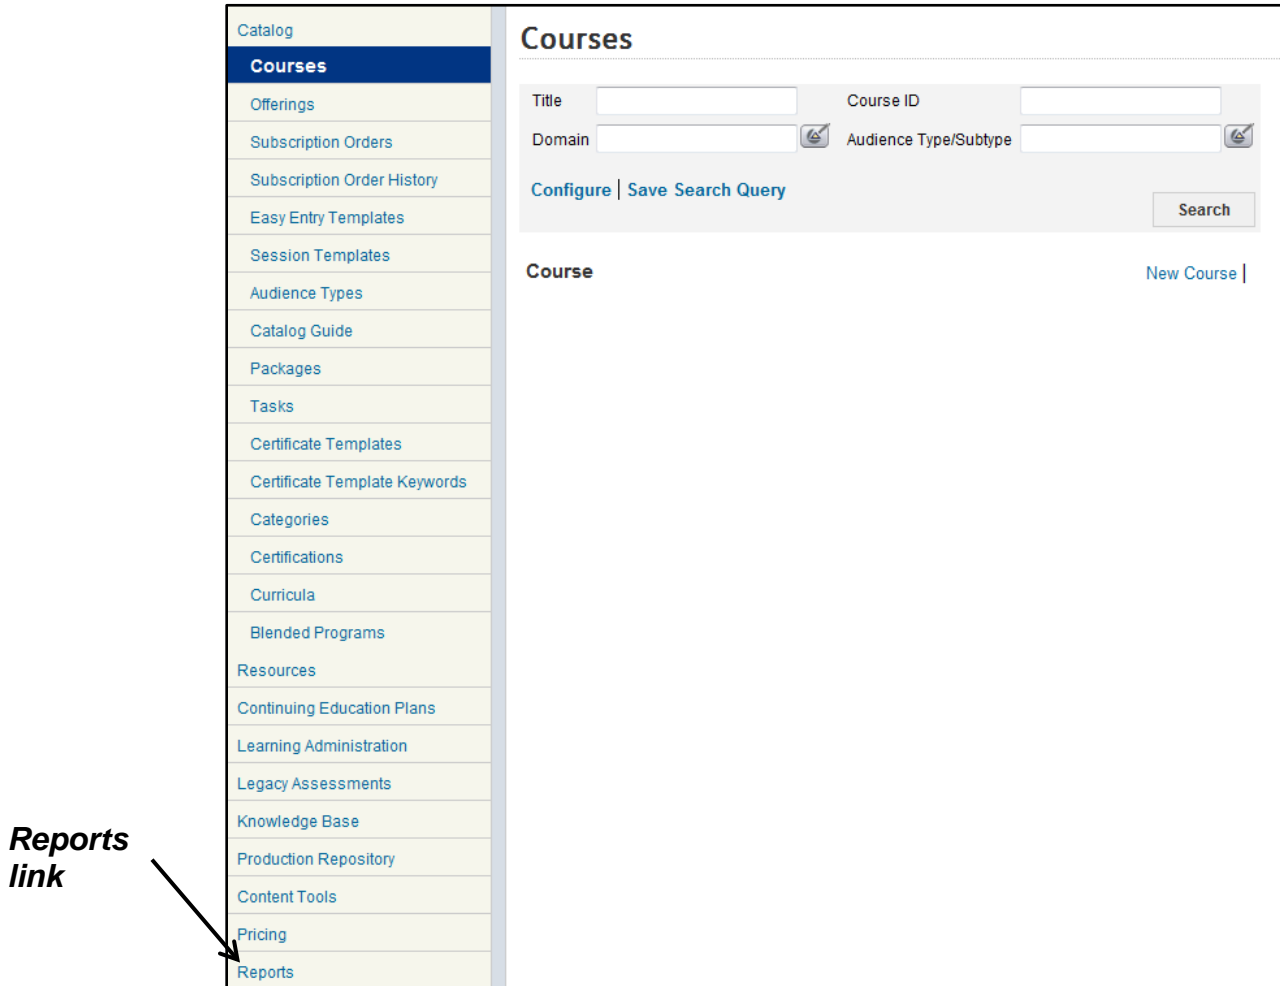 Catalog
Courses
Offerings
Subscription Orders
Subscription Order History
Easy Entry Templates
Session Templates
Audience Types
Catalog Guide
Packages
Tasks
Certificate Templates
Certificate Template Keywords
Categories
Certifications
Curricula
Blended Programs
Resources
Continuing Education Plans
Learning Administration
Legacy Assessments
Knowledge Base
Production Repository
Content Tools
Pricing
Reports
Reports
link
Courses
Title Course ID
Domain Audience Type/Subtype
Configure | Save Search Query
Search
Course New Course |